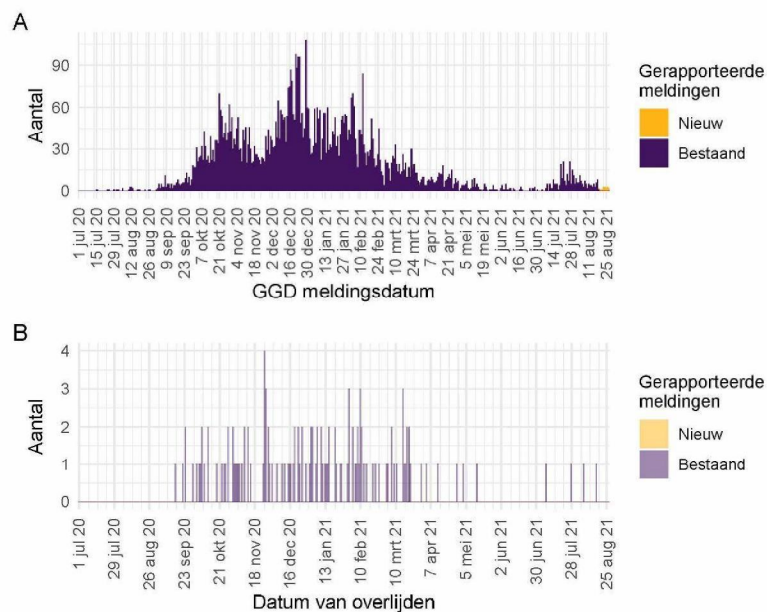 A
Aantal
90
60
30
0
1 jul 20
15 jul 20
29 jul 20
12 aug 20
26 aug 20
9 sep 20
23 sep 20
7 okt 20
21 okt 20
4 nov 20
18 nov 20
2 dec 20
16 dec 20
30 dec 20
13 jan 21
27 jan 21
10 feb 21
24 feb 21
10 mrt 21
24 mrt 21
7 apr 21
21 apr 21
5 mei 21
19 mei 21
2 jun 21
16 jun 21
30 jun 21
14 jul 21
28 jul 21
11 aug 21
25 aug 21
GGD meldingsdatum
Gerapporteerde
meldingen
Nieuw
Bestaand
B
Aantal
4
3
2
1
0
1 jul 20
29 jul 20
26 aug 20
23 sep 20
21 okt 20
18 nov 20
16 dec 20
13 jan 21
10 feb 21
10 mrt 21
7 apr 21
5 mei 21
2 jun 21
30 jun 21
28 jul 21
25 aug 21
Datum van overlijden
Gerapporteerde
meldingen
Nieuw
Bestaand